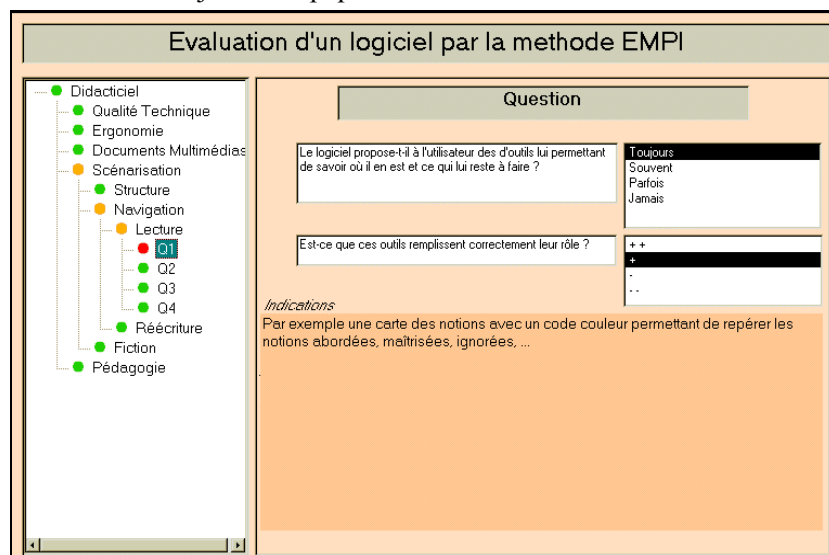 Evaluation d'un logiciel par la methode EMPI
Didacticiel
Qualité Technique
Ergonomie
Documents Multimédias
Scénarisation
Structure
Navigation
Lecture
Q1
Q2
Q3
Q4
Réécriture
Fiction
Pédagogie
Question
Le logiciel propose-t-il à l'utilisateur des d'outils lui permettant
de savoir où il en est et ce qui lui reste à faire ?
Toujours
Souvent
Parfois
Jamais
Est-ce que ces outils remplissent correctement leur rôle ?
+ +
+
-
- -
Indications
Par exemple une carte des notions avec un code couleur permettant de repérer les
notions abordées, maîtrisées, ignorées, ...